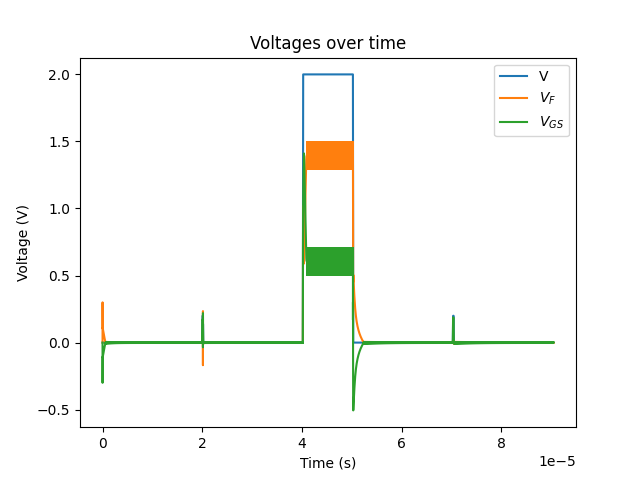 Voltages over time
V
V_F
V_GS
2.0
1.5
1.0
0.5
0.0
−0.5
Voltage (V)
0 2 4 6 8
1e−5
Time (s)